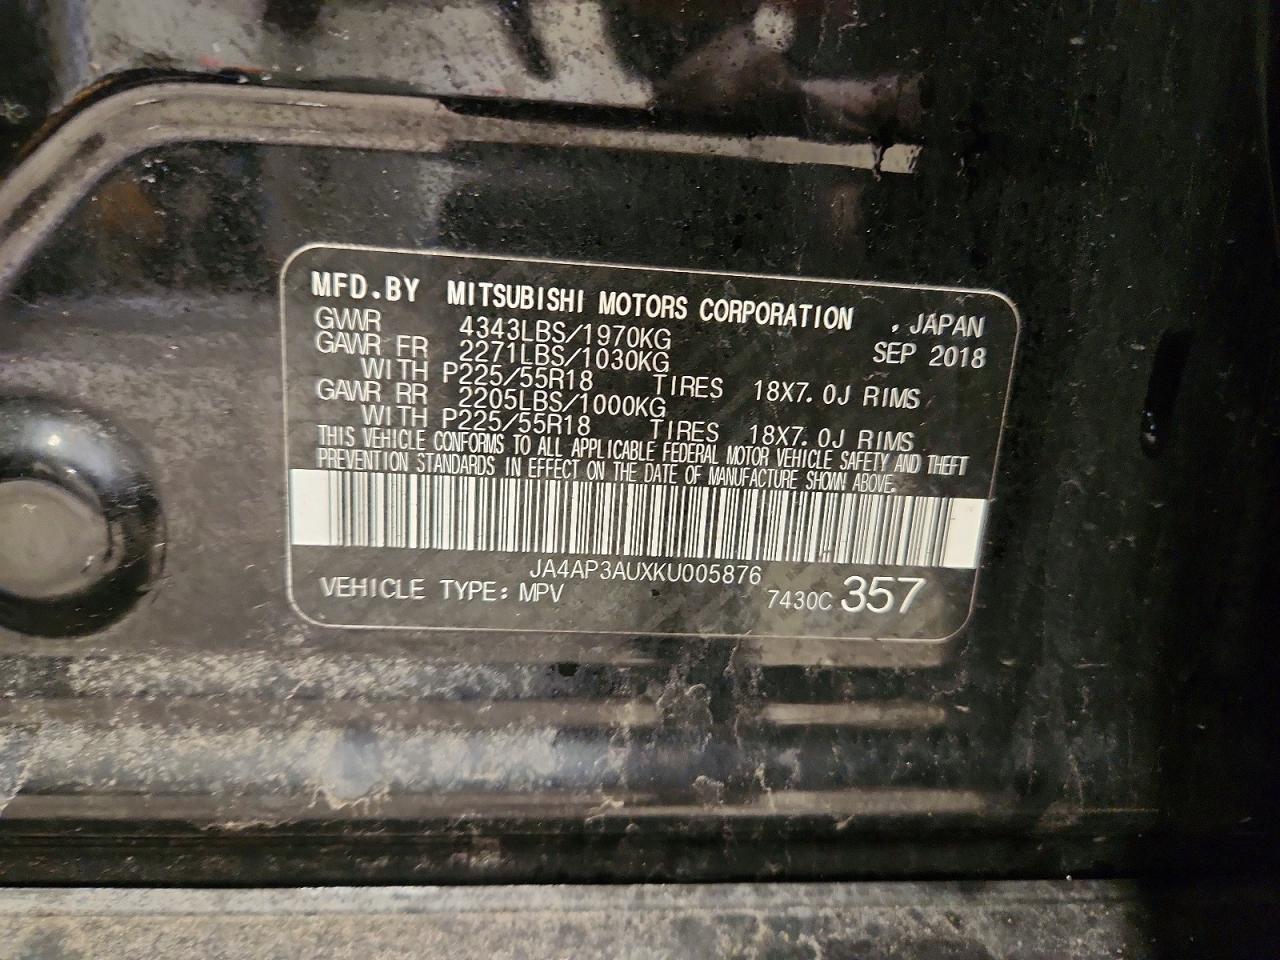 MFD.BY MITSUBISHI MOTORS CORPORATION , JAPAN
GVWR 4343LBS/1970KG SEP 2018
GAWR FR 2271LBS/1030KG
WITH P225/55R18 TIRES 18X7.0J RIMS
GAWR RR 2205LBS/1000KG
WITH P225/55R18 TIRES 18X7.0J RIMS
THIS VEHICLE CONFORMS TO ALL APPLICABLE FEDERAL MOTOR VEHICLE SAFETY AND THEFT
PREVENTION STANDARDS IN EFFECT ON THE DATE OF MANUFACTURE SHOWN ABOVE.
JA4AP3AUXKU005876
VEHICLE TYPE: MPV 7430C 357